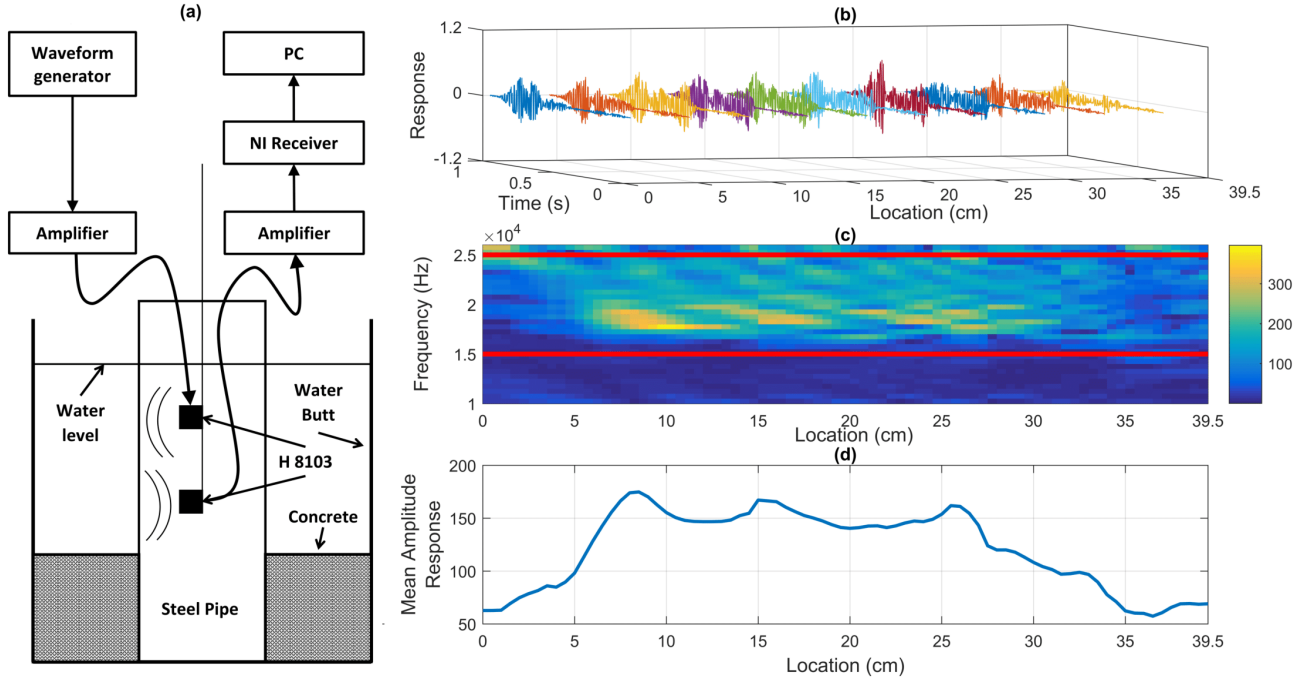 (a)
Waveform
generator
PC
NI Receiver
Amplifier
Amplifier
Water
level
Water
Butt
H 8103
Concrete
Steel Pipe
(b)
1.2
0
-1.2
Response
1
0.5
0
Time (s)
0
5
10
15
20
25
30
35
39.5
Location (cm)
(c)
×10⁴
2.5
2
1.5
1
Frequency (Hz)
0
5
10
15
20
25
30
35
39.5
Location (cm)
300
200
100
(d)
200
150
100
50
Mean Amplitude
Response
0
5
10
15
20
25
30
35
39.5
Location (cm)